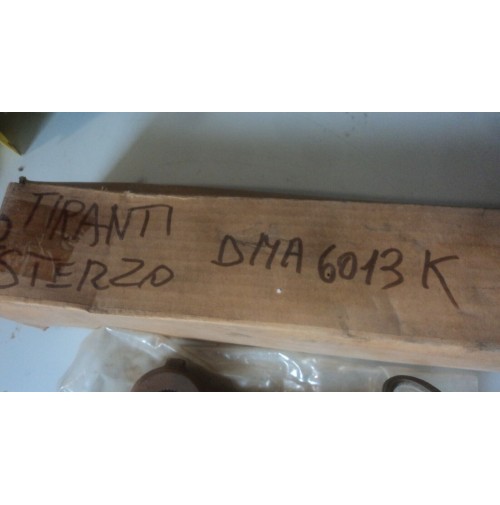 TIRANTI
STERZO
DMA 6013 K